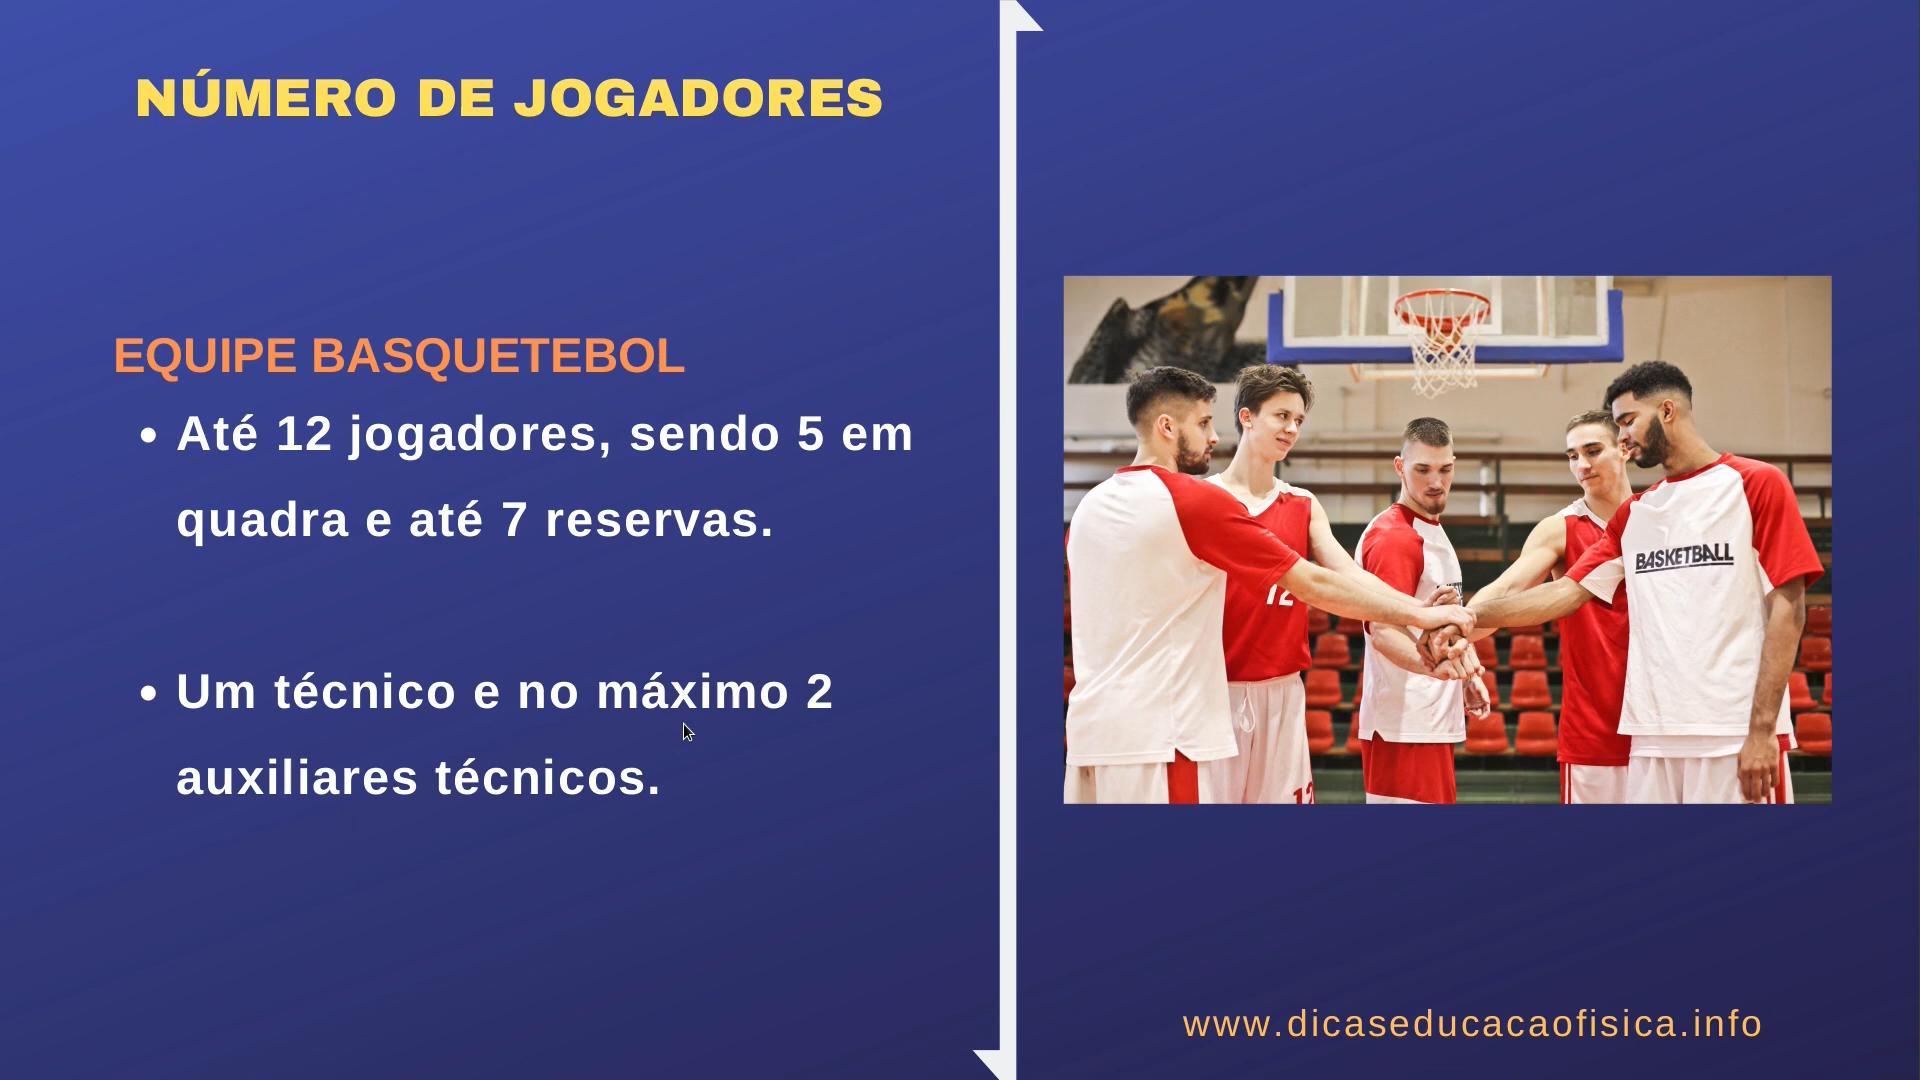 NÚMERO DE JOGADORES
EQUIPE BASQUETEBOL
• Até 12 jogadores, sendo 5 em
quadra e até 7 reservas.
• Um técnico e no máximo 2
auxiliares técnicos.
12
BASKETBALL
12
www.dicaseducacaofisica.info